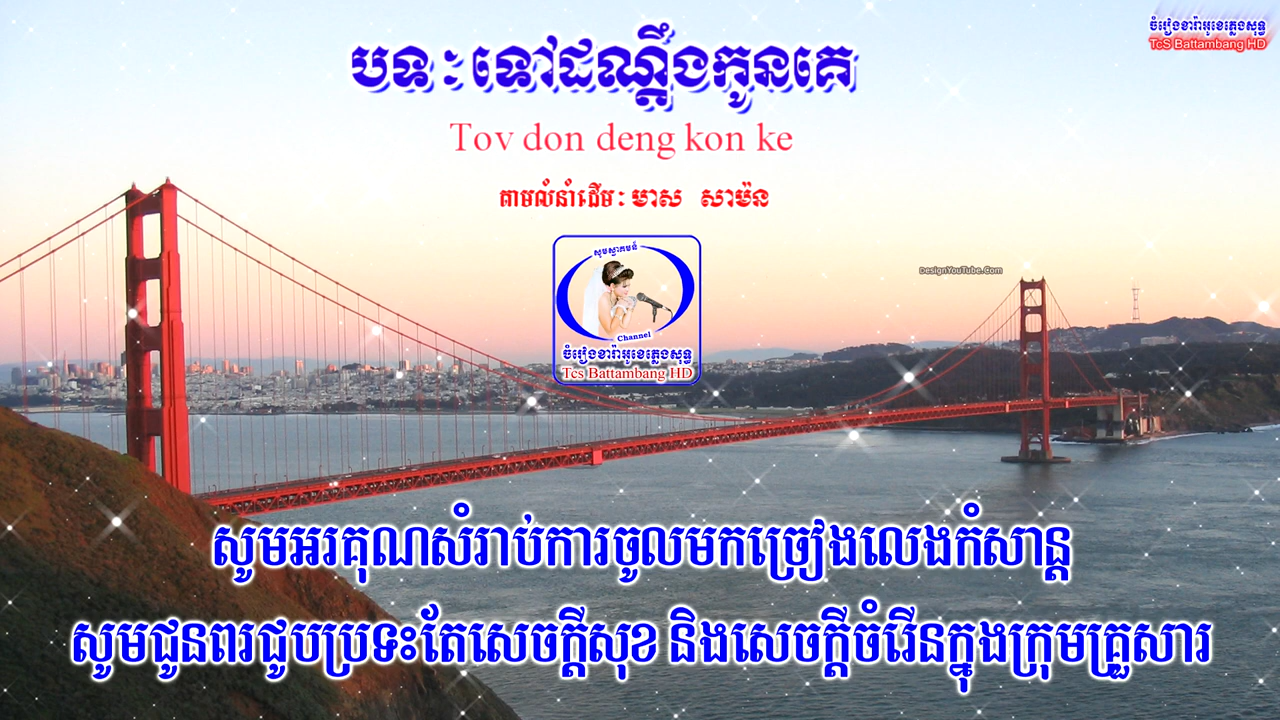 ចំរៀងខារ៉ាអូខេភ្លេងសុទ្ធ
TcS Battambang HD
បទ៖ ទៅដណ្ដឹងកូនគេ
Tov don deng kon ke
តាមលំនាំដើម៖ មាស សាម៉ន
DesignYouTube.Com
សូមស្វាគមន៍
Channel
ចំរៀងខារ៉ាអូខេភ្លេងសុទ្ធ
Tcs Battambang HD
សូមអរគុណសំរាប់ការចូលមកច្រៀងលេងកំសាន្ត
សូមជូនពរជួបប្រទះតែសេចក្ដីសុខ និងសេចក្ដីចំរើនក្នុងក្រុមគ្រួសារ